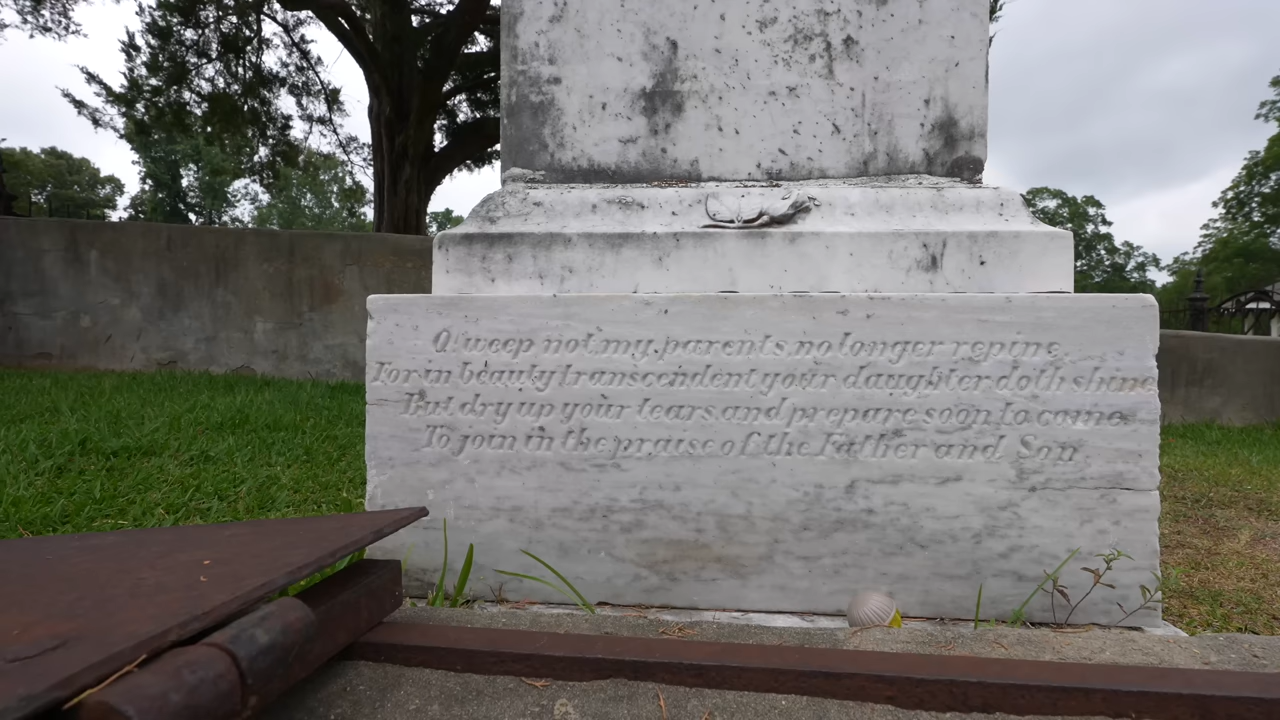 O weep not my parents no longer repine
For in beauty transcendent your daughter doth shine
But dry up your tears and prepare soon to come
To join in the praise of the Father and Son